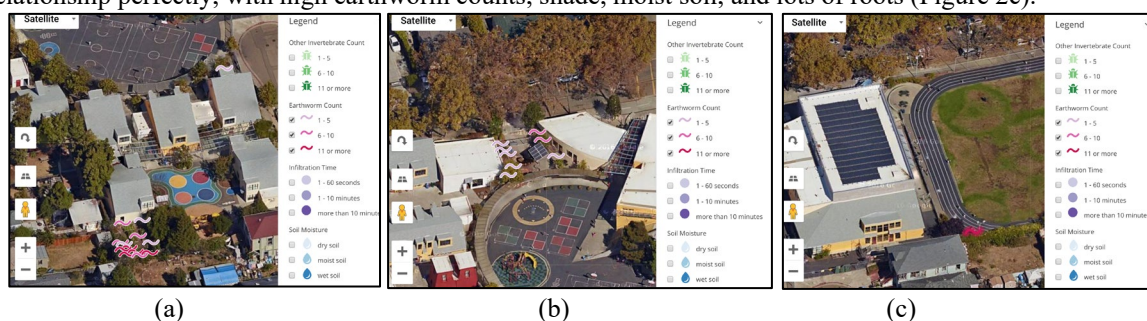 relationship perfectly, with high earthworm counts, shade, moist soil, and lots of roots (Figure 2c).
Satellite
Legend
Other Invertebrate Count
1 - 5
6 - 10
11 or more
Earthworm Count
1 - 5
6 - 10
11 or more
Infiltration Time
1 - 60 seconds
1 - 10 minutes
more than 10 minutes
Soil Moisture
dry soil
moist soil
wet soil
(a)
Satellite
Legend
Other Invertebrate Count
1 - 5
6 - 10
11 or more
Earthworm Count
1 - 5
6 - 10
11 or more
Infiltration Time
1 - 60 seconds
1 - 10 minutes
more than 10 minutes
Soil Moisture
dry soil
moist soil
wet soil
(b)
Satellite
Legend
Other Invertebrate Count
1 - 5
6 - 10
11 or more
Earthworm Count
1 - 5
6 - 10
11 or more
Infiltration Time
1 - 60 seconds
1 - 10 minutes
more than 10 minutes
Soil Moisture
dry soil
moist soil
wet soil
(c)